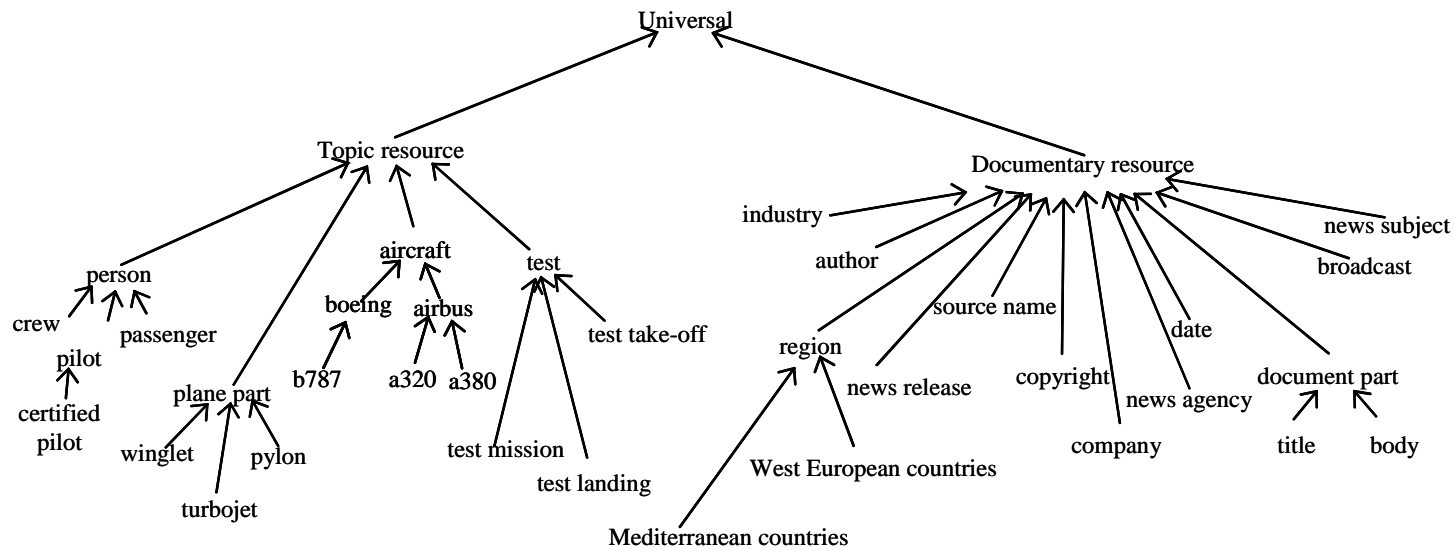 Universal
Topic resource
Documentary resource
industry
news subject
author
aircraft
test
broadcast
person
boeing
airbus
source name
crew
passenger
test take-off
date
pilot
region
b787
a320
a380
news release
copyright
document part
plane part
news agency
certified
pilot
winglet
pylon
test mission
company
title
body
West European countries
test landing
turbojet
Mediterranean countries